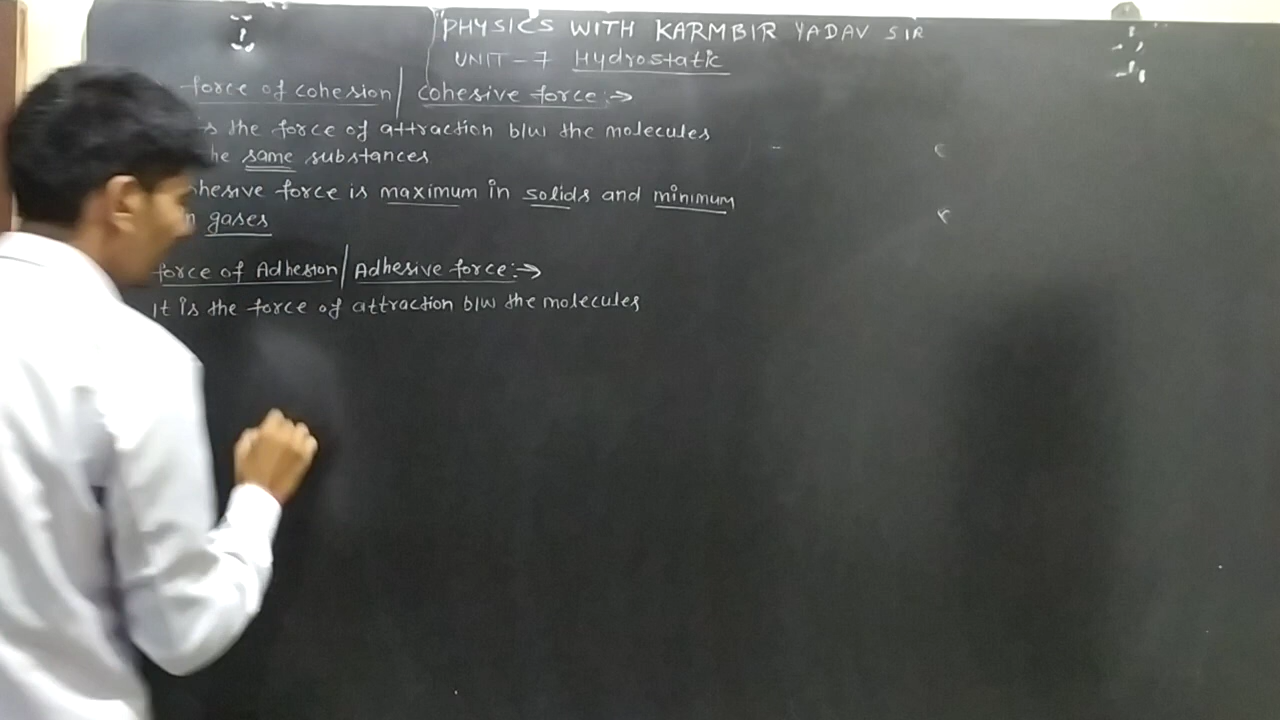 PHYSICS WITH KARMBIR YADAV SIR
UNIT - 7 Hydrostatic
force of cohesion / cohesive force :→
is the force of attraction b/w the molecules
same substances
hesive force is maximum in solids and minimum
gases
force of Adhesion / Adhesive force :→
It is the force of attraction b/w the molecules